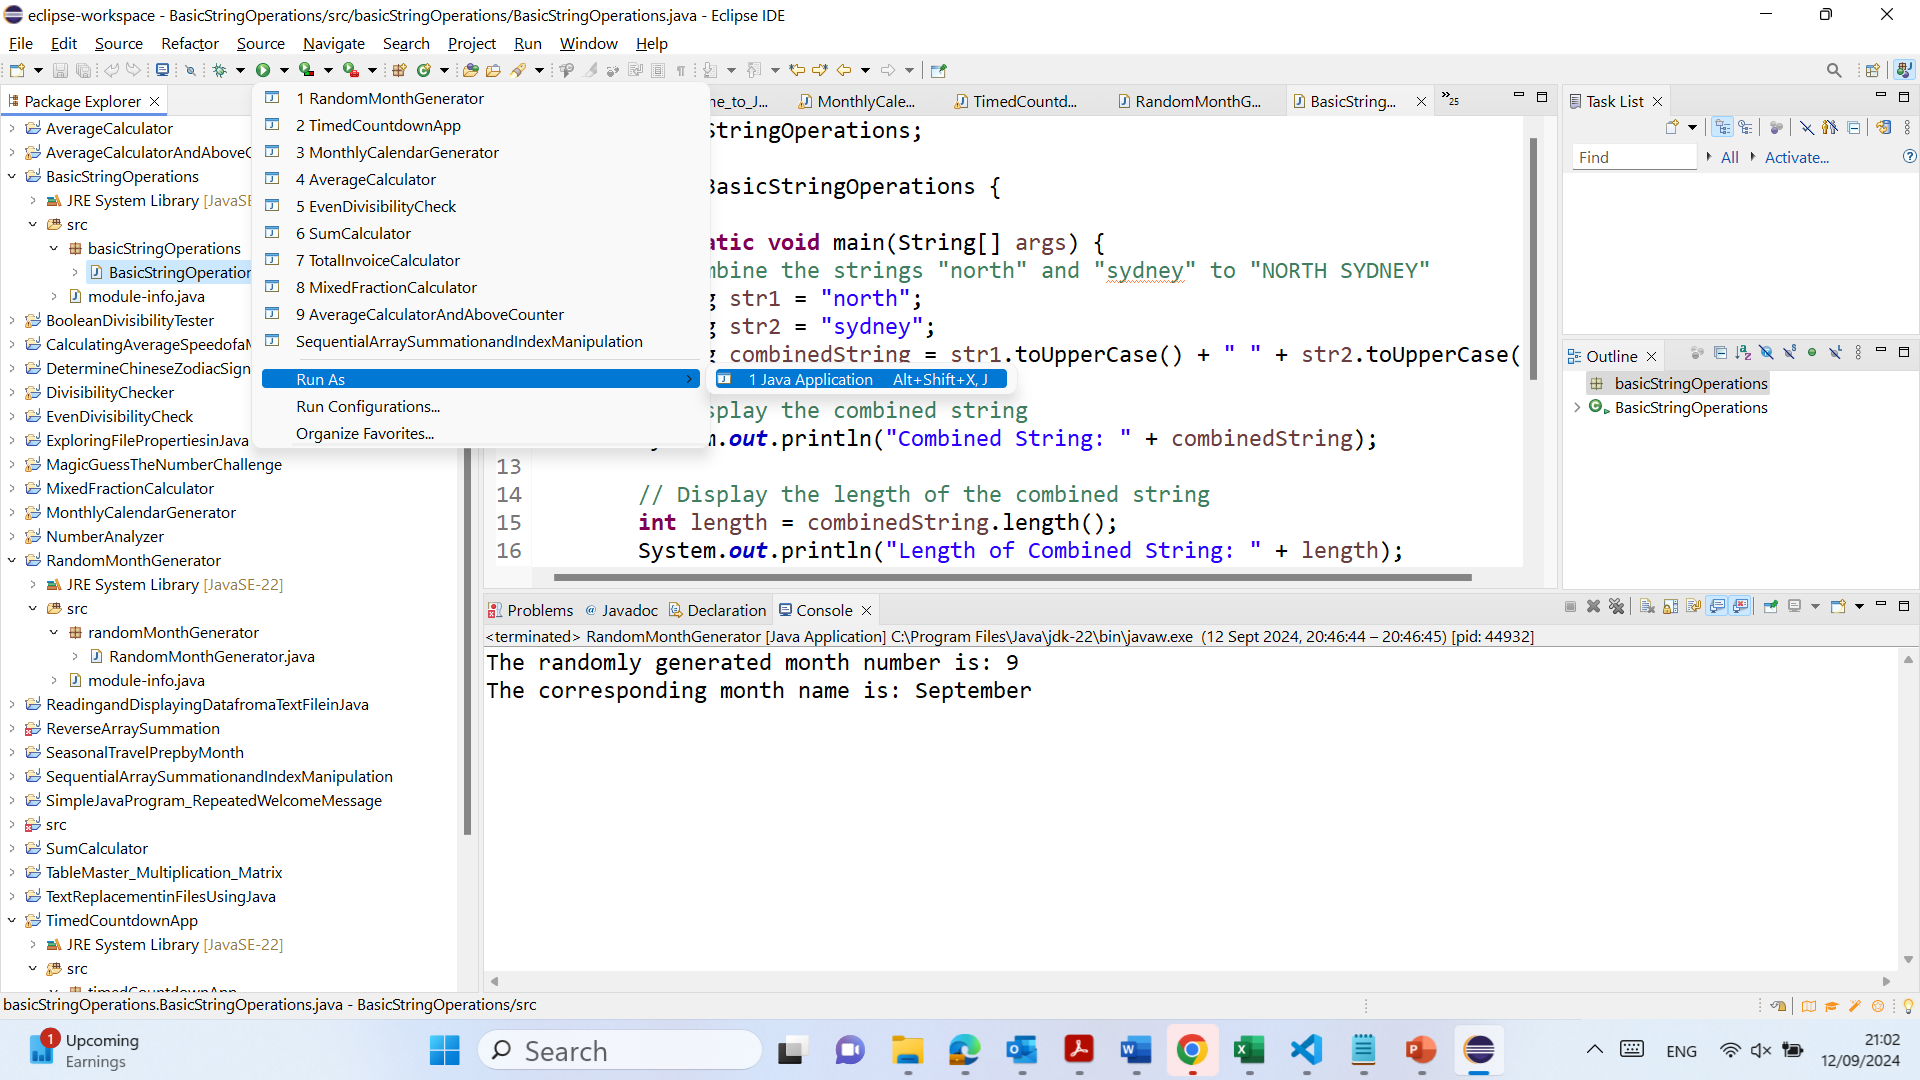 eclipse-workspace - BasicStringOperations/src/basicStringOperations/BasicStringOperations.java - Eclipse IDE
File Edit Source Refactor Source Navigate Search Project Run Window Help
Package Explorer
AverageCalculator
AverageCalculatorAndAboveC
BasicStringOperations
JRE System Library [JavaSE
src
basicStringOperations
BasicStringOperation
module-info.java
BooleanDivisibilityTester
CalculatingAverageSpeedofaM
DetermineChineseZodiacSign
DivisibilityChecker
EvenDivisibilityCheck
ExploringFilePropertiesinJava
MagicGuessTheNumberChallenge
MixedFractionCalculator
MonthlyCalendarGenerator
NumberAnalyzer
RandomMonthGenerator
JRE System Library [JavaSE-22]
src
randomMonthGenerator
RandomMonthGenerator.java
module-info.java
ReadingandDisplayingDatafromaTextFileinJava
ReverseArraySummation
SeasonalTravelPrepbyMonth
SequentialArraySummationandIndexManipulation
SimpleJavaProgram_RepeatedWelcomeMessage
src
SumCalculator
TableMaster_Multiplication_Matrix
TextReplacementinFilesUsingJava
TimedCountdownApp
JRE System Library [JavaSE-22]
src
timedCountdownApp
1 RandomMonthGenerator
2 TimedCountdownApp
3 MonthlyCalendarGenerator
4 AverageCalculator
5 EvenDivisibilityCheck
6 SumCalculator
7 TotalInvoiceCalculator
8 MixedFractionCalculator
9 AverageCalculatorAndAboveCounter
SequentialArraySummationandIndexManipulation
Run As
Run Configurations...
Organize Favorites...
1 Java Application Alt+Shift+X, J
me_to_J... MonthlyCale... TimedCountd... RandomMonthG... BasicString... »25
StringOperations;
BasicStringOperations {
atic void main(String[] args) {
mbine the strings "north" and "sydney" to "NORTH SYDNEY"
g str1 = "north";
g str2 = "sydney";
g combinedString = str1.toUpperCase() + " " + str2.toUpperCase(
splay the combined string
m.out.println("Combined String: " + combinedString);
13
14 // Display the length of the combined string
15 int length = combinedString.length();
16 System.out.println("Length of Combined String: " + length);
Task List
Find All Activate...
Outline
basicStringOperations
BasicStringOperations
Problems @ Javadoc Declaration Console
<terminated> RandomMonthGenerator [Java Application] C:\Program Files\Java\jdk-22\bin\javaw.exe (12 Sept 2024, 20:46:44 – 20:46:45) [pid: 44932]
The randomly generated month number is: 9
The corresponding month name is: September
basicStringOperations.BasicStringOperations.java - BasicStringOperations/src
1 Upcoming
Earnings
Search
ENG
21:02
12/09/2024